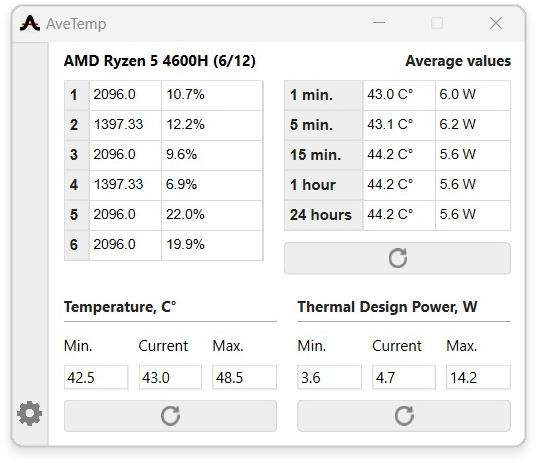 AveTemp
AMD Ryzen 5 4600H (6/12)
1 2096.0 10.7%
2 1397.33 12.2%
3 2096.0 9.6%
4 1397.33 6.9%
5 2096.0 22.0%
6 2096.0 19.9%
Average values
1 min. 43.0 C° 6.0 W
5 min. 43.1 C° 6.2 W
15 min. 44.2 C° 5.6 W
1 hour 44.2 C° 5.6 W
24 hours 44.2 C° 5.6 W
Temperature, C°
Min. Current Max.
42.5 43.0 48.5
Thermal Design Power, W
Min. Current Max.
3.6 4.7 14.2